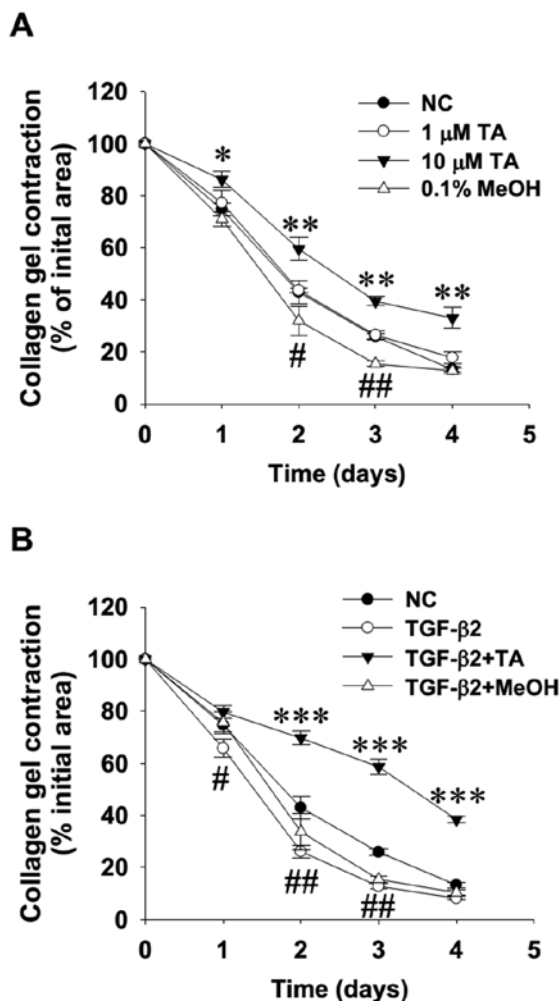 A
Collagen gel contraction
(% of inital area)
120
100
80
60
40
20
0
NC
1 μM TA
10 μM TA
0.1% MeOH
*
**
**
**
#
##
0 1 2 3 4 5
Time (days)
B
Collagen gel contraction
(% initial area)
120
100
80
60
40
20
0
NC
TGF-β2
TGF-β2+TA
TGF-β2+MeOH
***
***
***
#
##
##
0 1 2 3 4 5
Time (days)